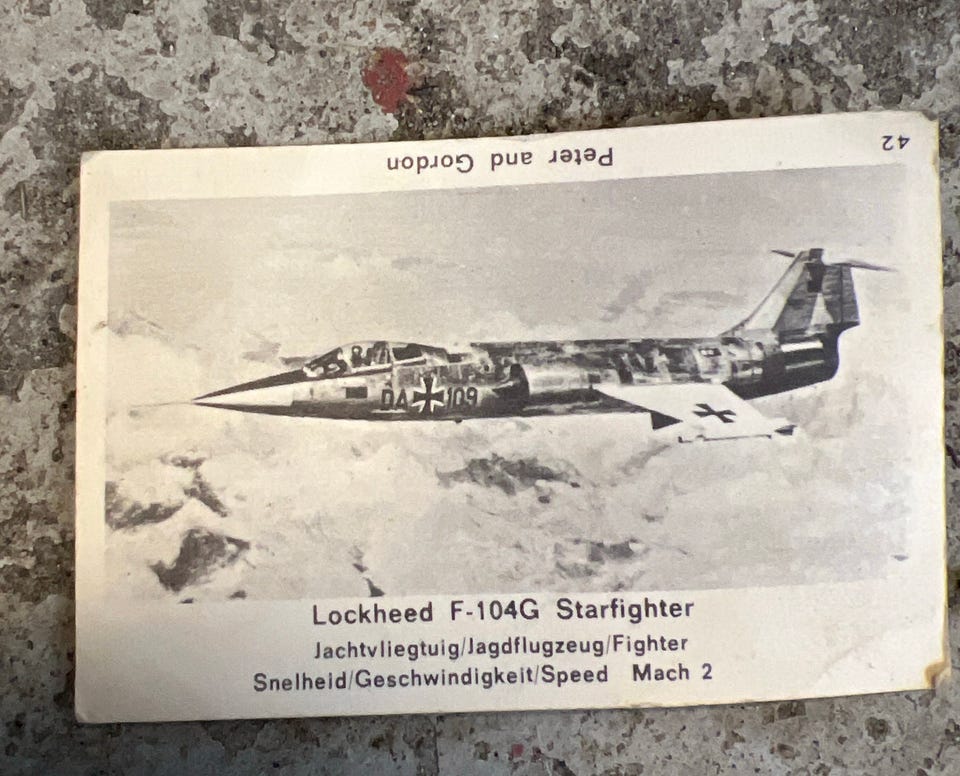 42
Peter and Gordon
DA 109
Lockheed F-104G Starfighter
Jachtvliegtuig/Jagdflugzeug/Fighter
Snelheid/Geschwindigkeit/Speed Mach 2